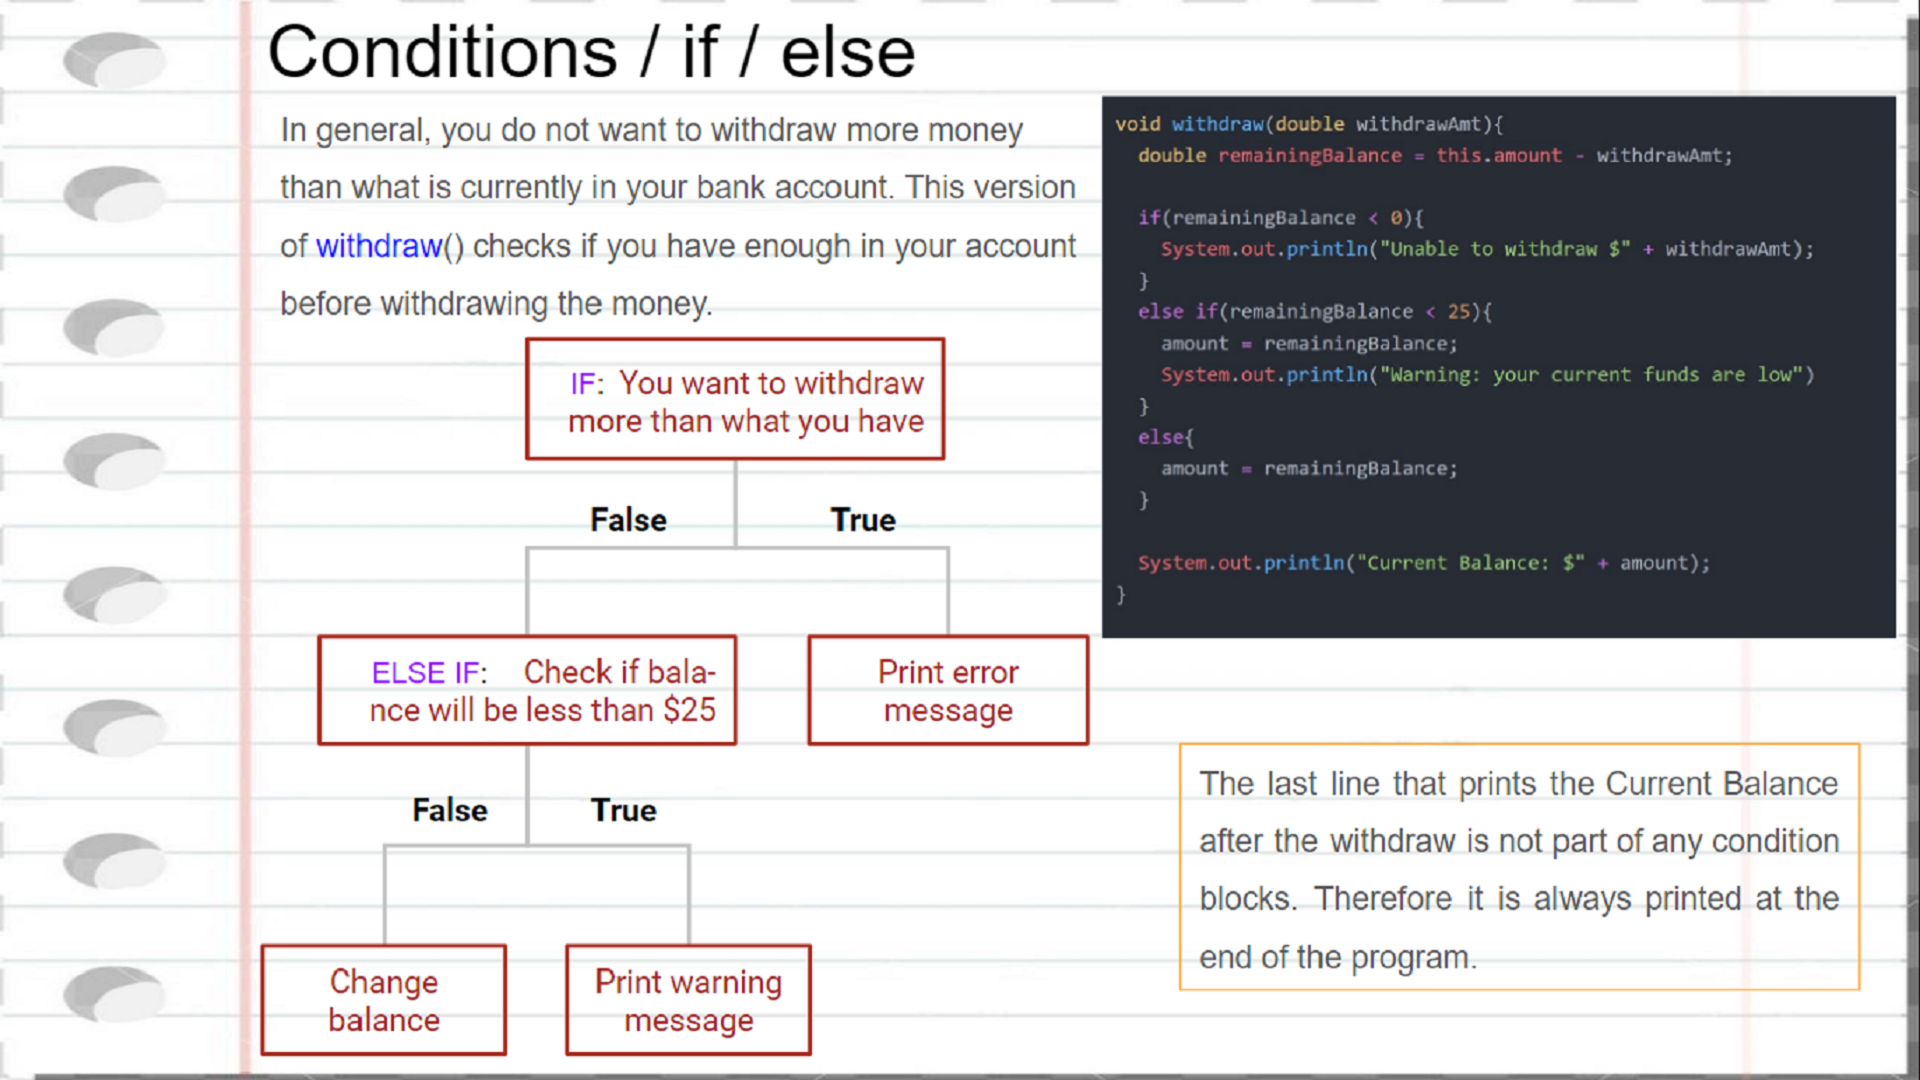 Conditions / if / else
In general, you do not want to withdraw more money
than what is currently in your bank account. This version
of withdraw() checks if you have enough in your account
before withdrawing the money.
IF: You want to withdraw
more than what you have
False True
ELSE IF: Check if bala-
nce will be less than $25
Print error
message
False True
Change
balance
Print warning
message
void withdraw(double withdrawAmt){
  double remainingBalance = this.amount - withdrawAmt;
  if(remainingBalance < 0){
    System.out.println("Unable to withdraw $" + withdrawAmt);
  }
  else if(remainingBalance < 25){
    amount = remainingBalance;
    System.out.println("Warning: your current funds are low")
  }
  else{
    amount = remainingBalance;
  }
  System.out.println("Current Balance: $" + amount);
}
The last line that prints the Current Balance
after the withdraw is not part of any condition
blocks. Therefore it is always printed at the
end of the program.